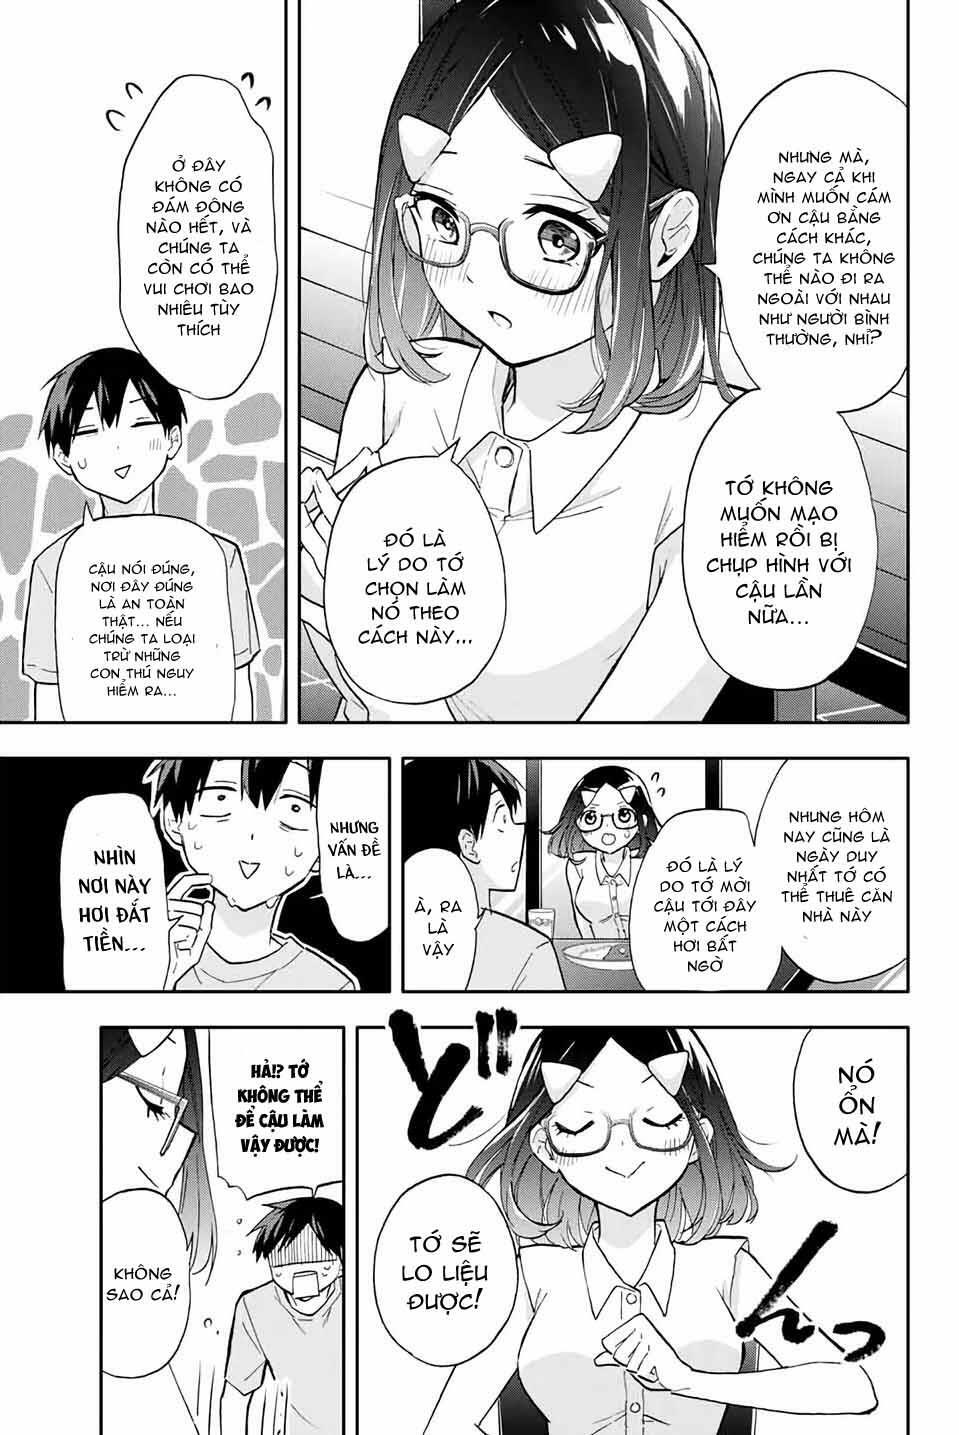 NHƯNG MÀ,
NGAY CẢ KHI
MÌNH MUỐN CÁM
ƠN CẬU BẰNG
CÁCH KHÁC,
CHÚNG TA KHÔNG
THỂ NÀO ĐI RA
NGOÀI VỚI NHAU
NHƯ NGƯỜI BÌNH
THƯỜNG, NHỈ?
TỚ KHÔNG
MUỐN MẠO
HIỂM RỒI BỊ
CHỤP HÌNH VỚI
CẬU LẦN
NỮA...
ĐÓ LÀ
LÝ DO TỚ
CHỌN LÀM
NÓ THEO
CÁCH NÀY...
Ở ĐÂY
KHÔNG CÓ
ĐÁM ĐÔNG
NÀO HẾT, VÀ
CHÚNG TA
CÒN CÓ THỂ
VUI CHƠI BAO
NHIÊU TÙY
THÍCH
CẬU NÓI ĐÚNG,
NƠI ĐÂY ĐÚNG
LÀ AN TOÀN
THẬT... NẾU
CHÚNG TA LOẠI
TRỪ NHỮNG
CON THÚ NGUY
HIỂM RA...
NHƯNG HÔM
NAY CŨNG LÀ
NGÀY DUY
NHẤT TỚ CÓ
THỂ THUÊ CĂN
NHÀ NÀY
ĐÓ LÀ LÝ
DO TỚ MỜI
CẬU TỚI ĐÂY
MỘT CÁCH
HƠI BẤT
NGỜ
À, RA
LÀ
VẬY
NHƯNG
VẤN ĐỀ
LÀ...
NHÌN
NƠI NÀY
HƠI ĐẮT
TIỀN...
NÓ
ỔN
MÀ!
ど
んっ
TỚ SẼ
LO LIỆU
ĐƯỢC!
HẢ!? TỚ
KHÔNG THỂ
ĐỂ CẬU LÀM
VẬY ĐƯỢC!
KHÔNG
SAO CẢ!